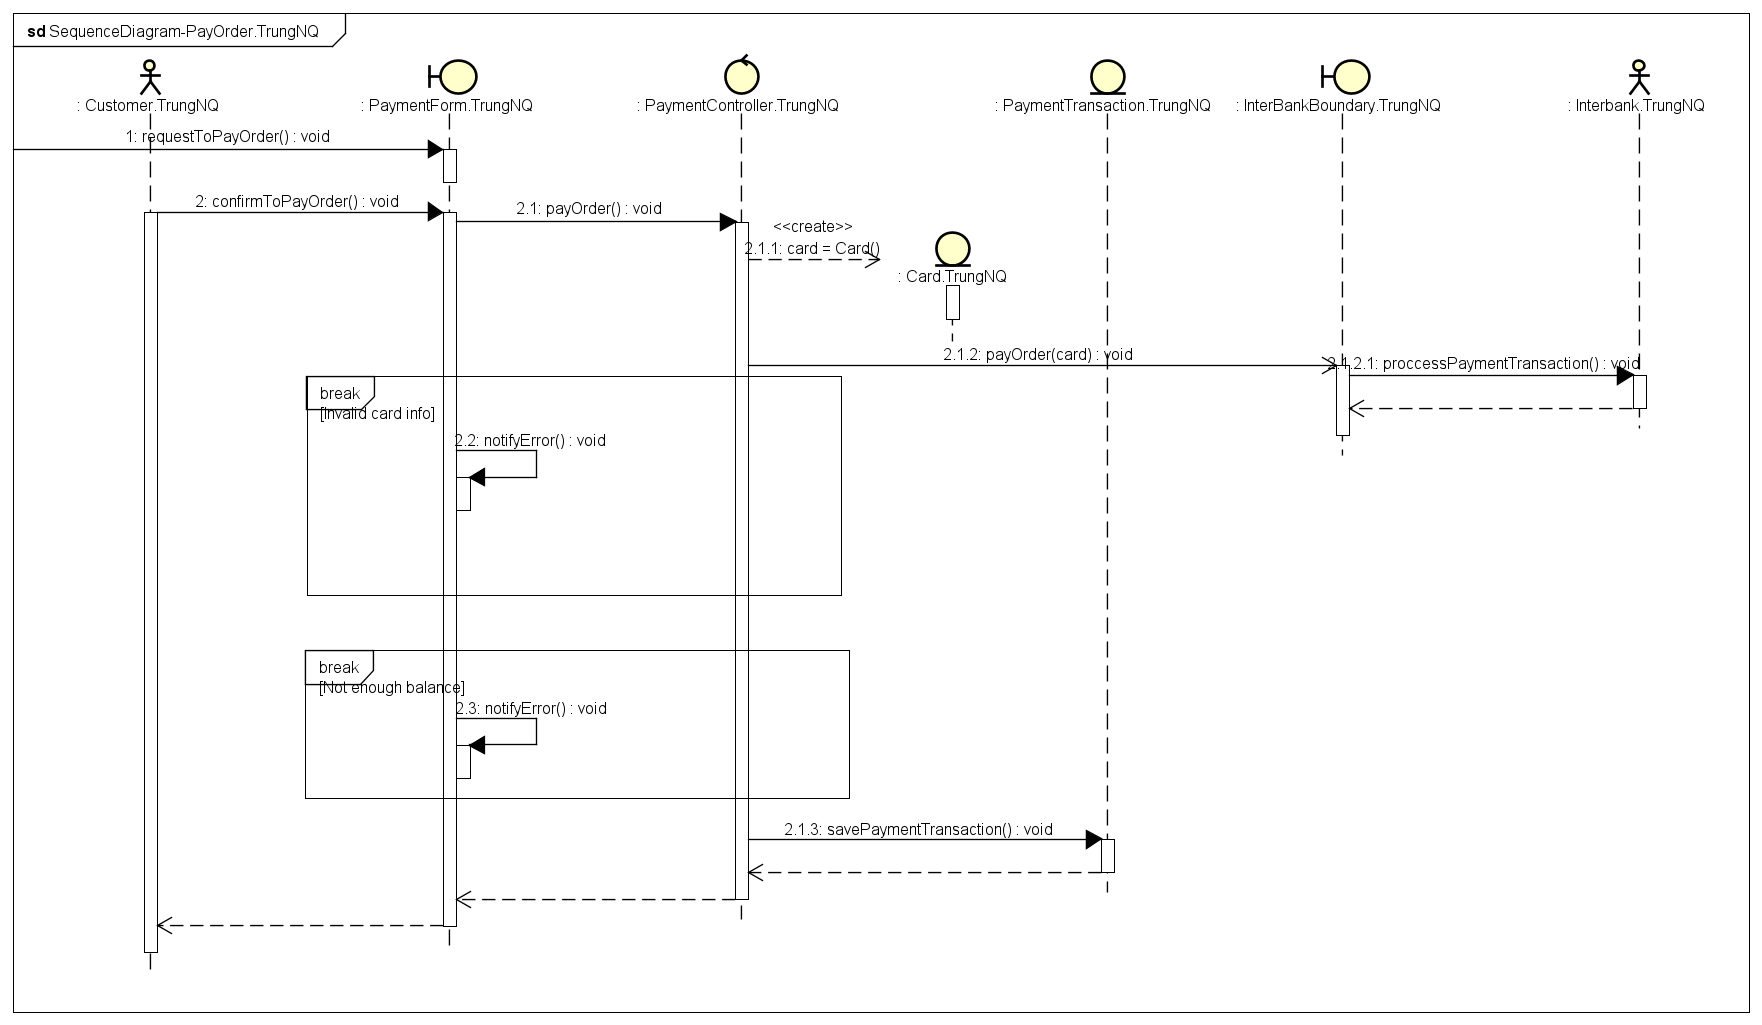 sd SequenceDiagram-PayOrder.TrungNQ
: Customer.TrungNQ
: PaymentForm.TrungNQ
: PaymentController.TrungNQ
: PaymentTransaction.TrungNQ
: InterBankBoundary.TrungNQ
: Interbank.TrungNQ
1: requestToPayOrder() : void
2: confirmToPayOrder() : void
2.1: payOrder() : void
<<create>>
2.1.1: card = Card()
: Card.TrungNQ
2.1.2: payOrder(card) : void
2.1.2.1: proccessPaymentTransaction() : void
break
[Invalid card info]
2.2: notifyError() : void
break
[Not enough balance]
2.3: notifyError() : void
2.1.3: savePaymentTransaction() : void